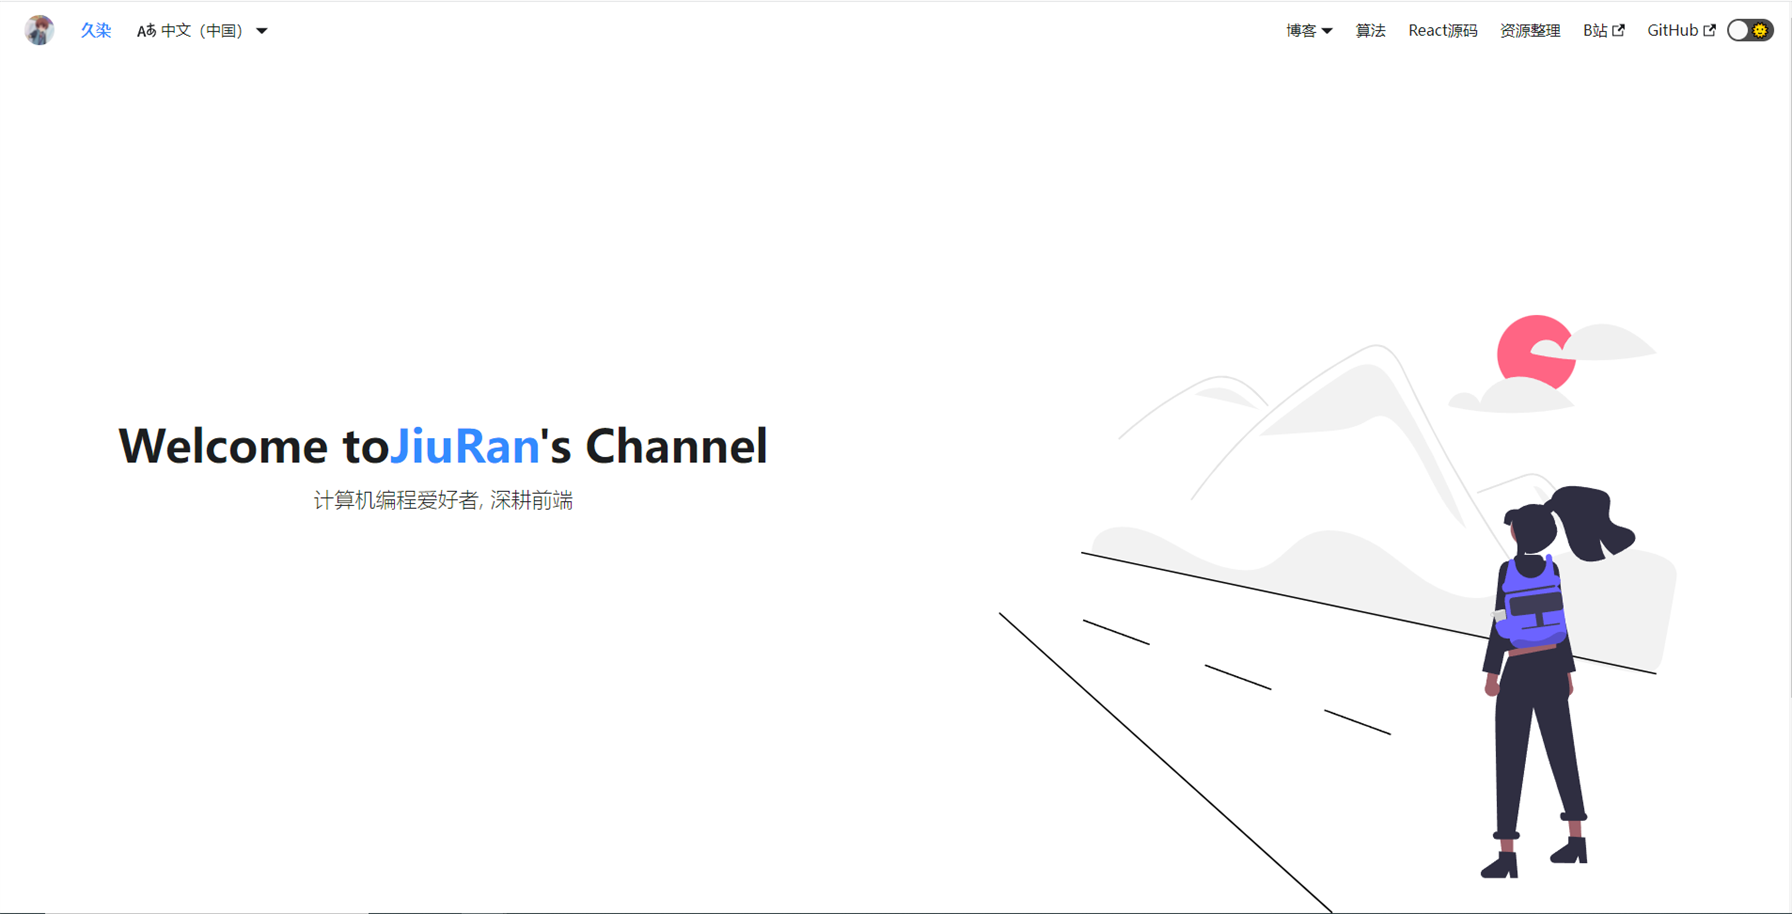 久染 Aあ 中文（中国） 博客 算法 React源码 资源整理 B站 GitHub
Welcome toJiuRan's Channel
计算机编程爱好者, 深耕前端